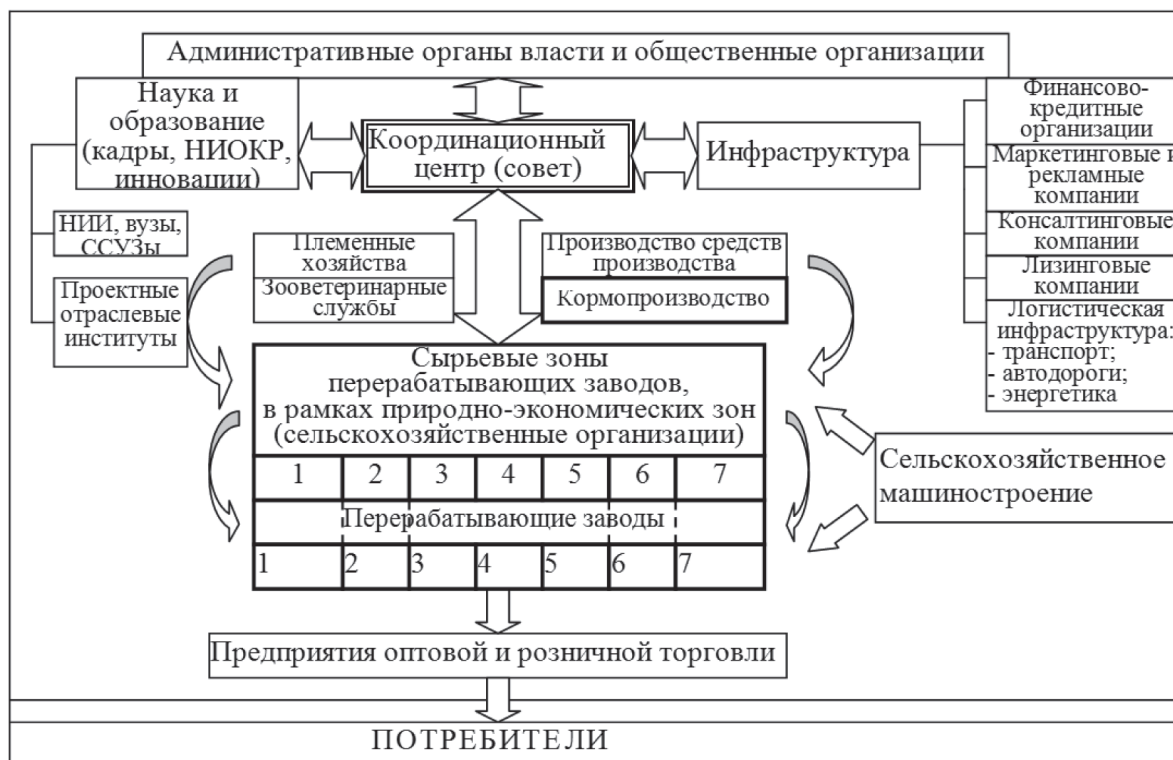 Административные органы власти и общественные организации
Наука и
образование
(кадры, НИОКР,
инновации)
Координационный
центр (совет)
Инфраструктура
Финансово-
кредитные
организации
Маркетинговые и
рекламные
компании
Консалтинговые
компании
Лизинговые
компании
Логистическая
инфраструктура:
- транспорт;
- автодороги;
- энергетика
НИИ, вузы,
ССУЗы
Проектные
отраслевые
институты
Племенные
хозяйства
Зооветеринарные
службы
Производство средств
производства
Кормопроизводство
Сырьевые зоны
перерабатывающих заводов,
в рамках природно-экономических зон
(сельскохозяйственные организации)
1 2 3 4 5 6 7
Перерабатывающие заводы
1 2 3 4 5 6 7
Сельскохозяйственное
машиностроение
Предприятия оптовой и розничной торговли
ПОТРЕБИТЕЛИ